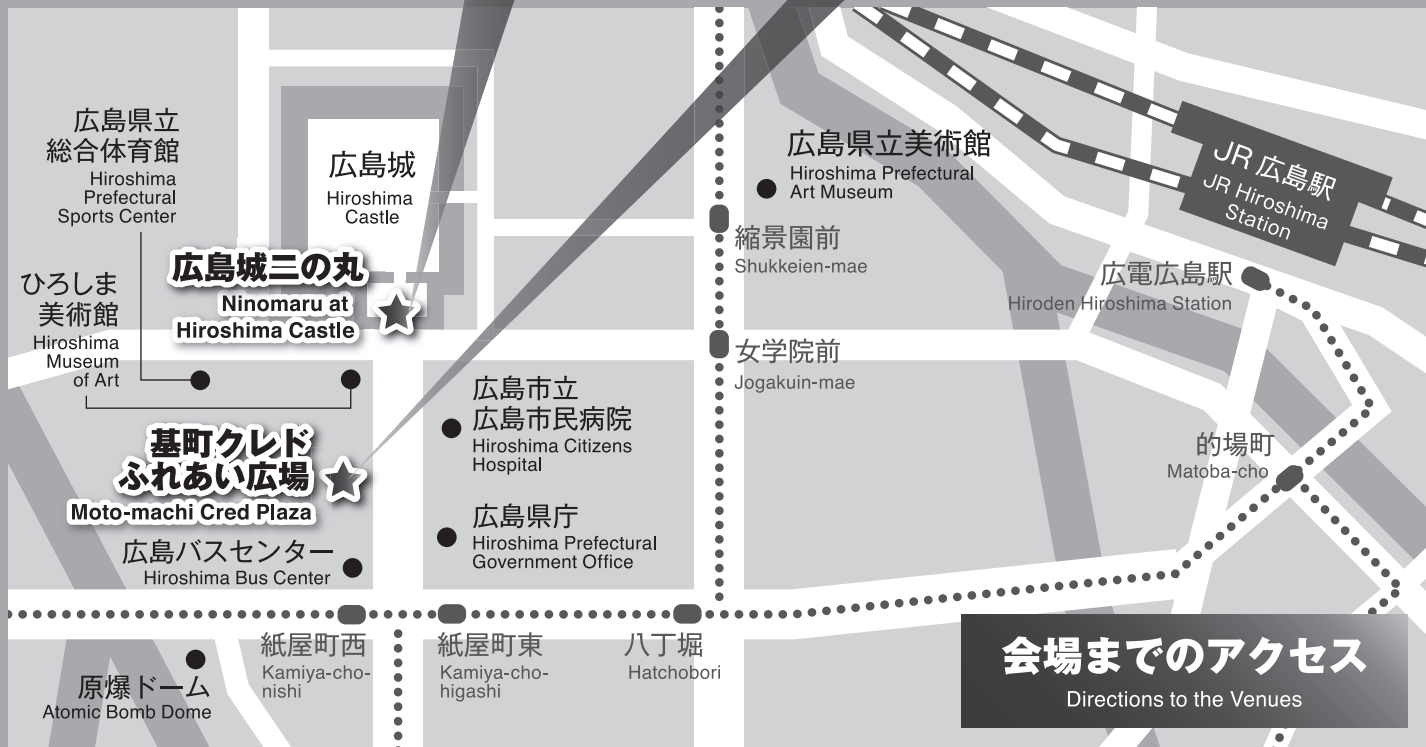 広島県立
総合体育館
Hiroshima
Prefectural
Sports Center
広島城
Hiroshima
Castle
広島県立美術館
Hiroshima Prefectural
Art Museum
JR 広島駅
JR Hiroshima
Station
縮景園前
Shukkeien-mae
広電広島駅
Hiroden Hiroshima Station
広島城三の丸
Ninomaru at
Hiroshima Castle
ひろしま
美術館
Hiroshima
Museum
of Art
女学院前
Jogakuin-mae
広島市立
広島市民病院
Hiroshima Citizens
Hospital
基町クレド
ふれあい広場
Moto-machi Cred Plaza
的場町
Matoba-cho
広島県庁
Hiroshima Prefectural
Government Office
広島バスセンター
Hiroshima Bus Center
紙屋町西
Kamiya-cho-
nishi
紙屋町東
Kamiya-cho-
higashi
八丁堀
Hatchobori
原爆ドーム
Atomic Bomb Dome
会場までのアクセス
Directions to the Venues